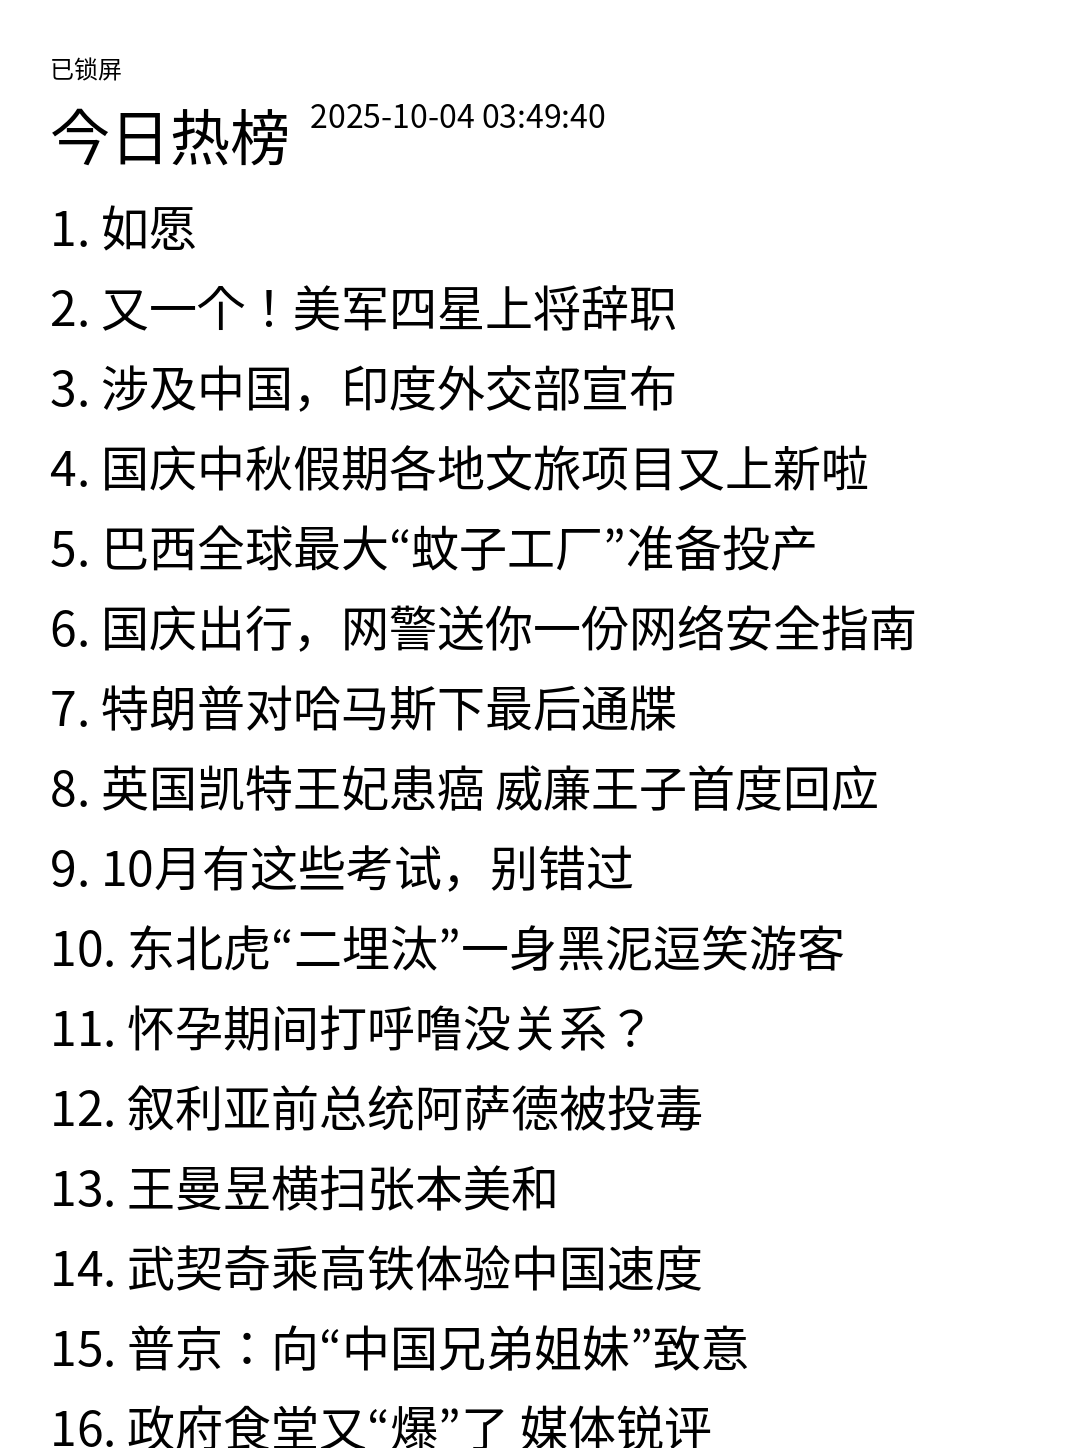 已锁屏
今日热榜 2025-10-04 03:49:40
1. 如愿
2. 又一个！美军四星上将辞职
3. 涉及中国，印度外交部宣布
4. 国庆中秋假期各地文旅项目又上新啦
5. 巴西全球最大“蚊子工厂”准备投产
6. 国庆出行，网警送你一份网络安全指南
7. 特朗普对哈马斯下最后通牒
8. 英国凯特王妃患癌 威廉王子首度回应
9. 10月有这些考试，别错过
10. 东北虎“二埋汰”一身黑泥逗笑游客
11. 怀孕期间打呼噜没关系？
12. 叙利亚前总统阿萨德被投毒
13. 王曼昱横扫张本美和
14. 武契奇乘高铁体验中国速度
15. 普京：向“中国兄弟姐妹”致意
16. 政府食堂又“爆”了 媒体锐评